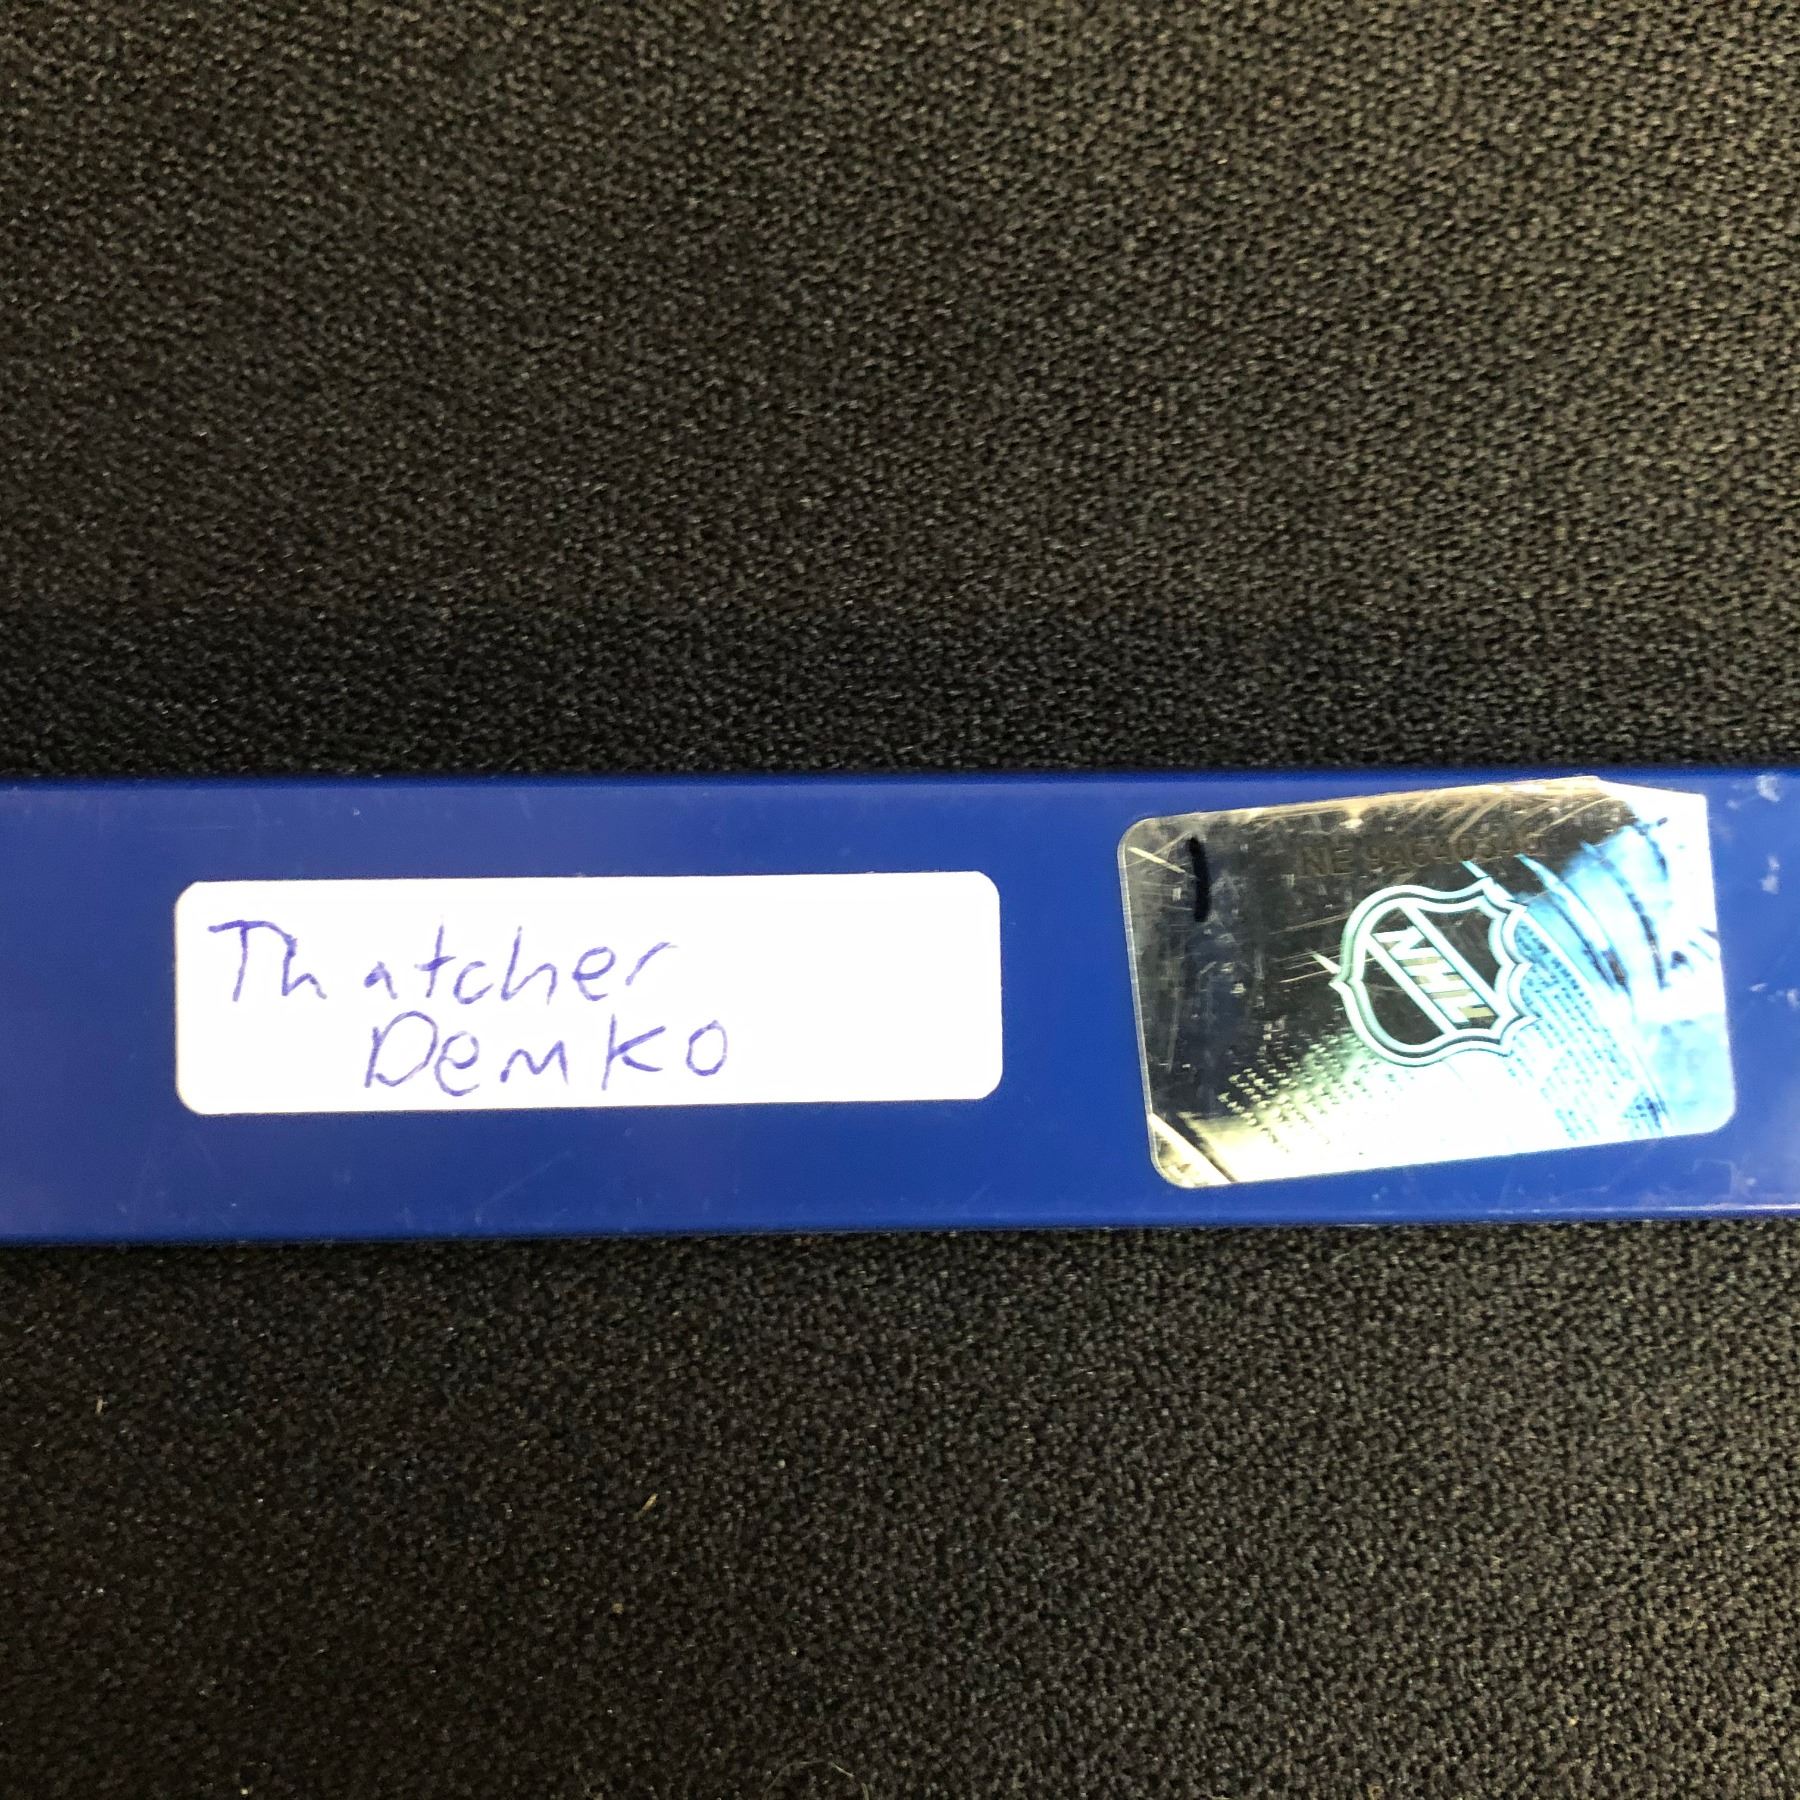 Thatcher
Demko
NHL